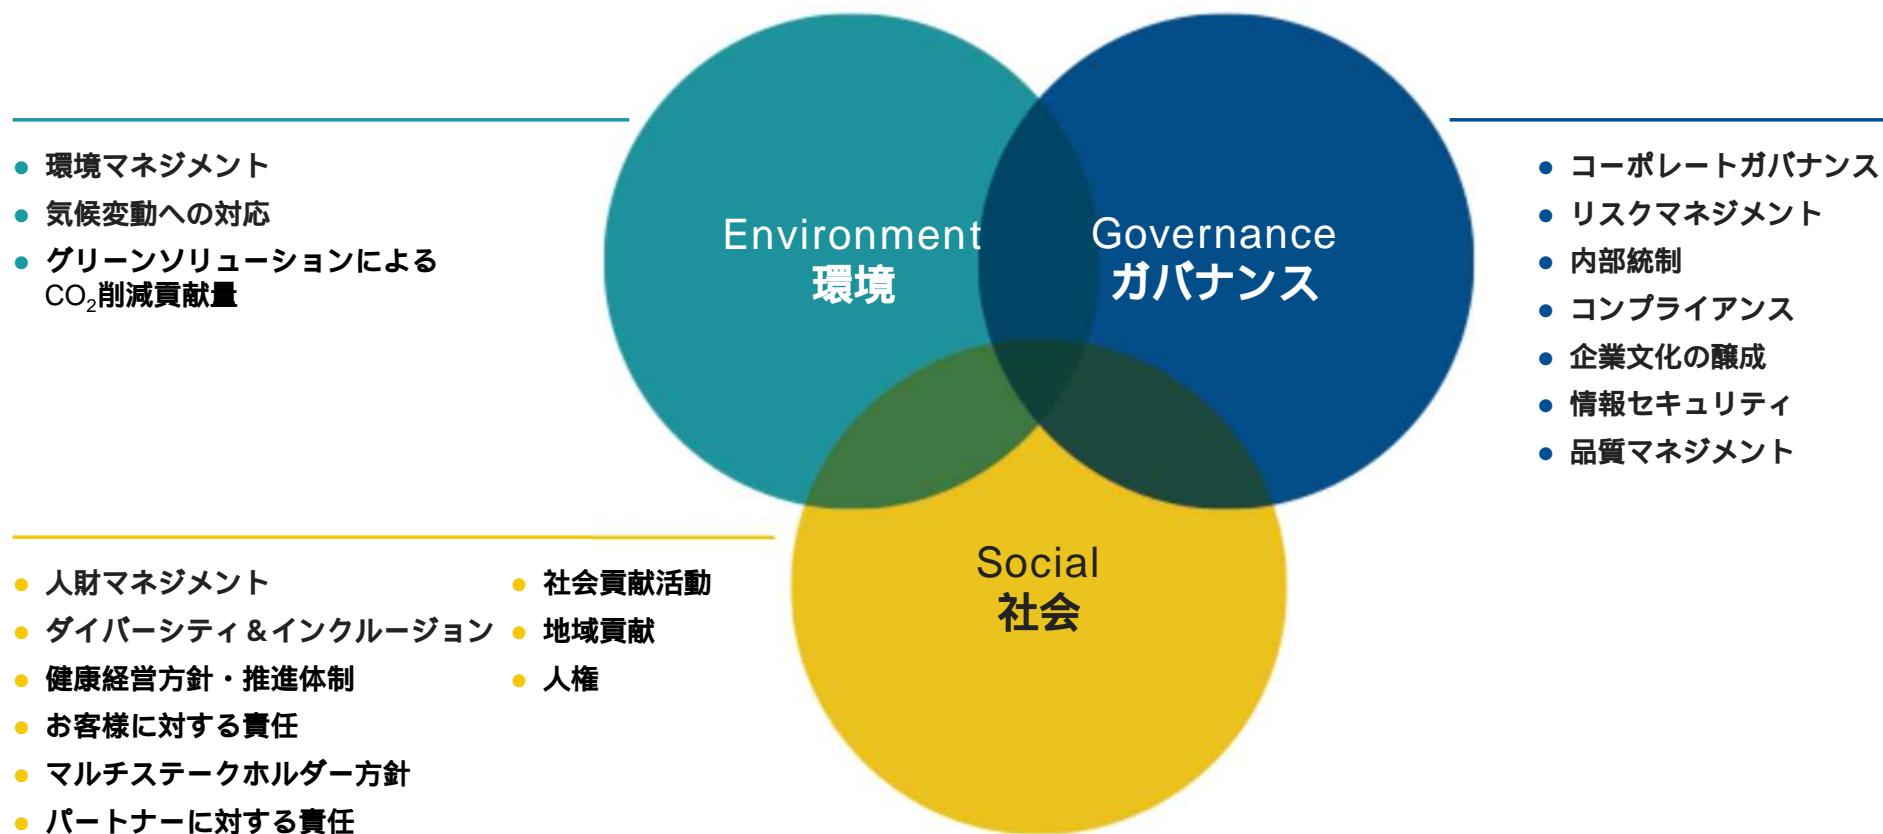 Environment
環境
Governance
ガバナンス
Social
社会
● 環境マネジメント
● 気候変動への対応
● グリーンソリューションによる
CO₂削減貢献量
● コーポレートガバナンス
● リスクマネジメント
● 内部統制
● コンプライアンス
● 企業文化の醸成
● 情報セキュリティ
● 品質マネジメント
● 人財マネジメント
● ダイバーシティ＆インクルージョン
● 健康経営方針・推進体制
● お客様に対する責任
● マルチステークホルダー方針
● パートナーに対する責任
● 社会貢献活動
● 地域貢献
● 人権